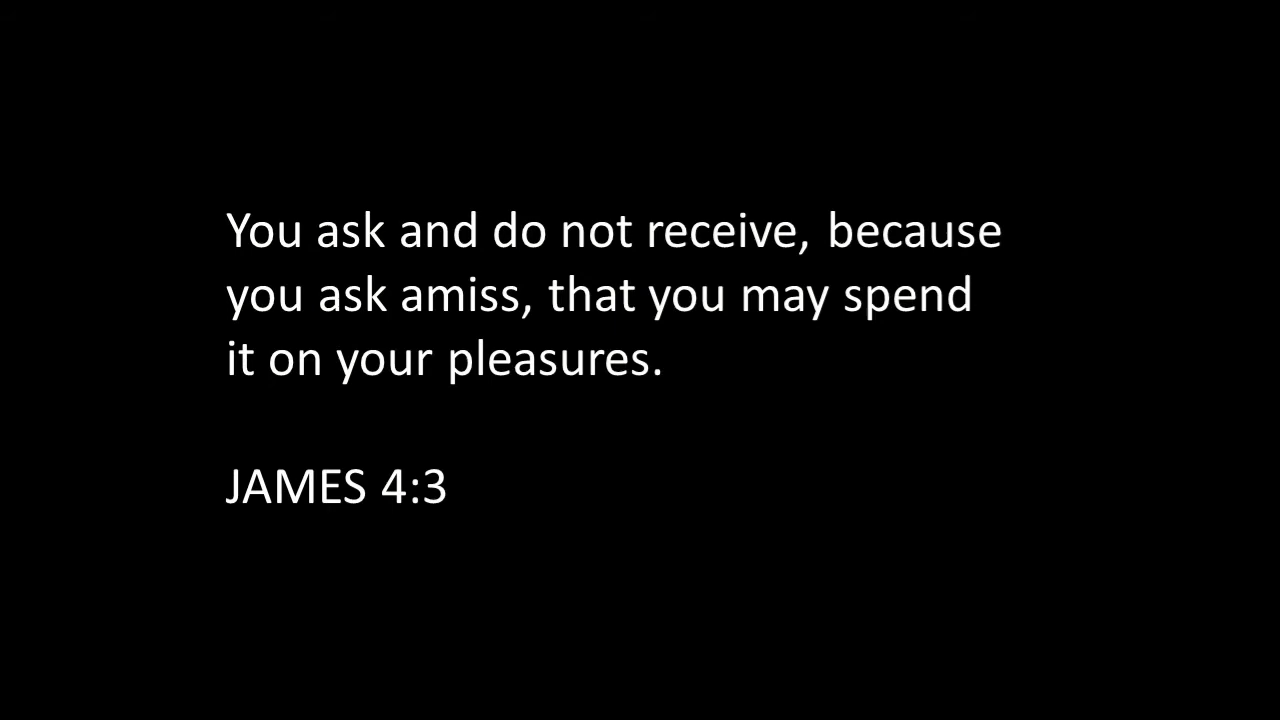 You ask and do not receive, because
you ask amiss, that you may spend
it on your pleasures.
JAMES 4:3